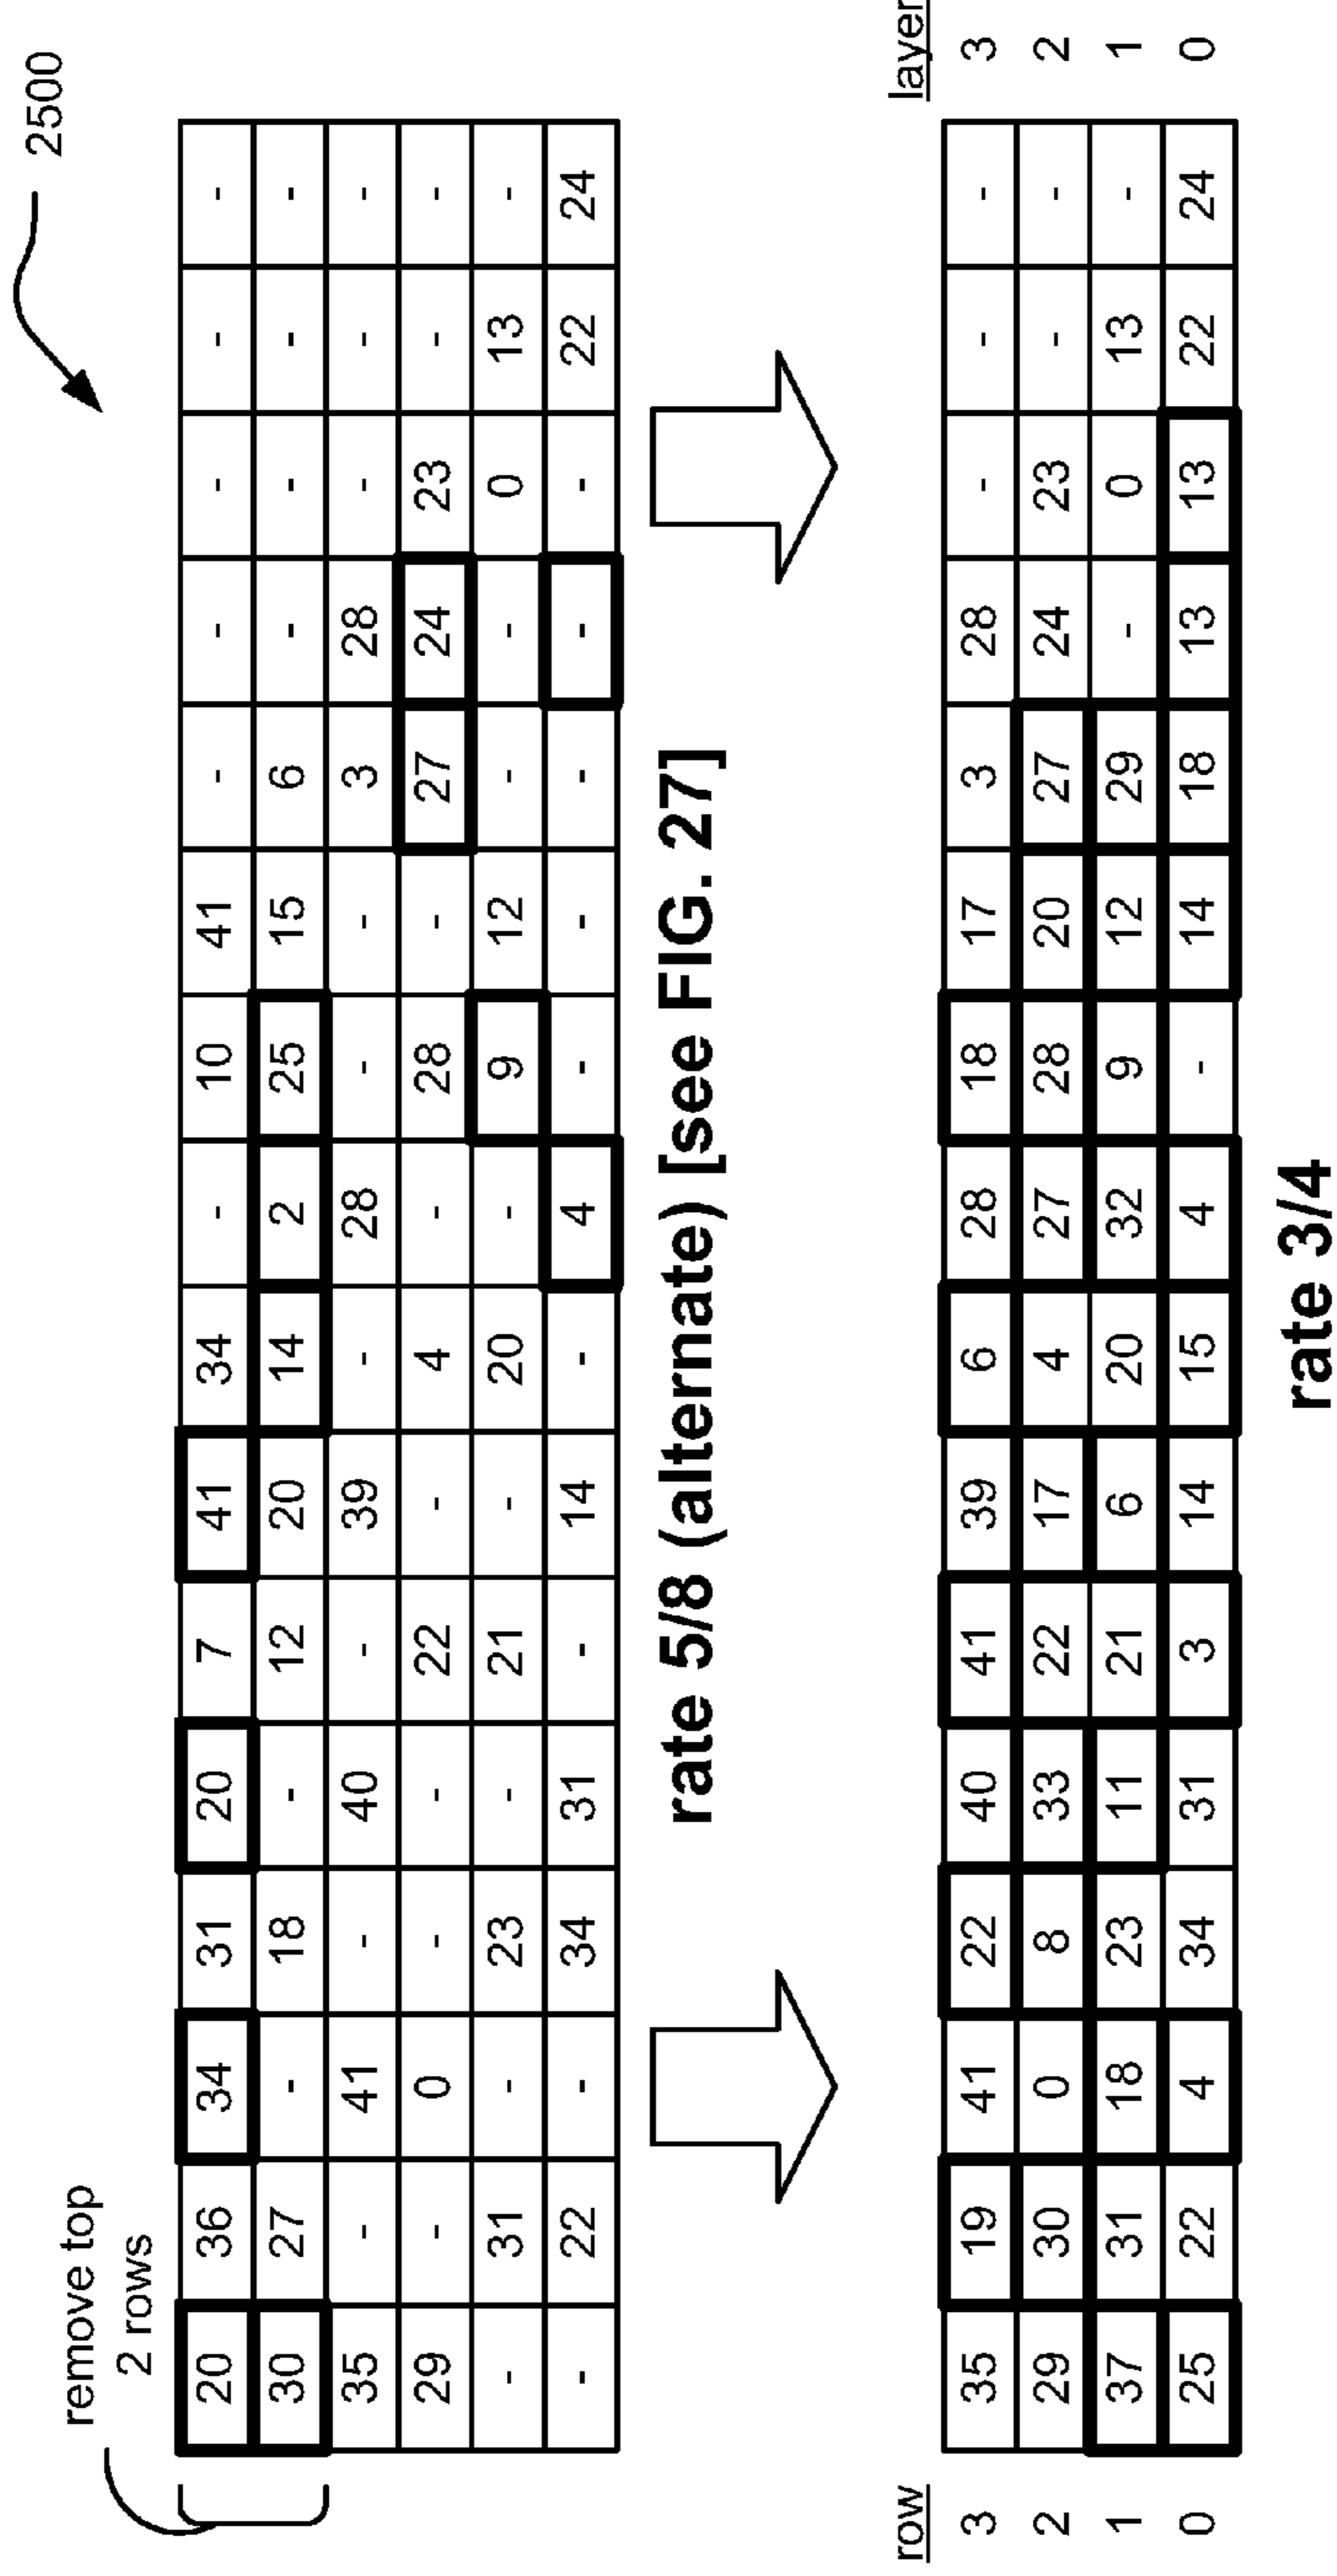 2500
remove top
2 rows
20 36 34 31 20 7 41 34 - 10 41 - - - - -
30 27 - 18 - 12 20 14 2 25 15 6 - - - -
35 - 41 - 40 - 39 - 28 - - 3 28 - - -
29 - 0 - - 22 - 4 - 28 - 27 24 23 - -
- 31 - 23 - 21 - 20 - 9 12 - - 0 13 -
- 22 - 34 31 - 14 - 4 - - - - - 22 24
rate 5/8 (alternate) [see FIG. 27]
row layer
3 35 19 41 22 40 41 39 6 28 18 17 3 28 - - - 3
2 29 30 0 8 33 22 17 4 27 28 20 27 24 23 - - 2
1 37 31 18 23 11 21 6 20 32 9 12 29 - 0 13 - 1
0 25 22 4 34 31 3 14 15 4 - 14 18 13 13 22 24 0
rate 3/4